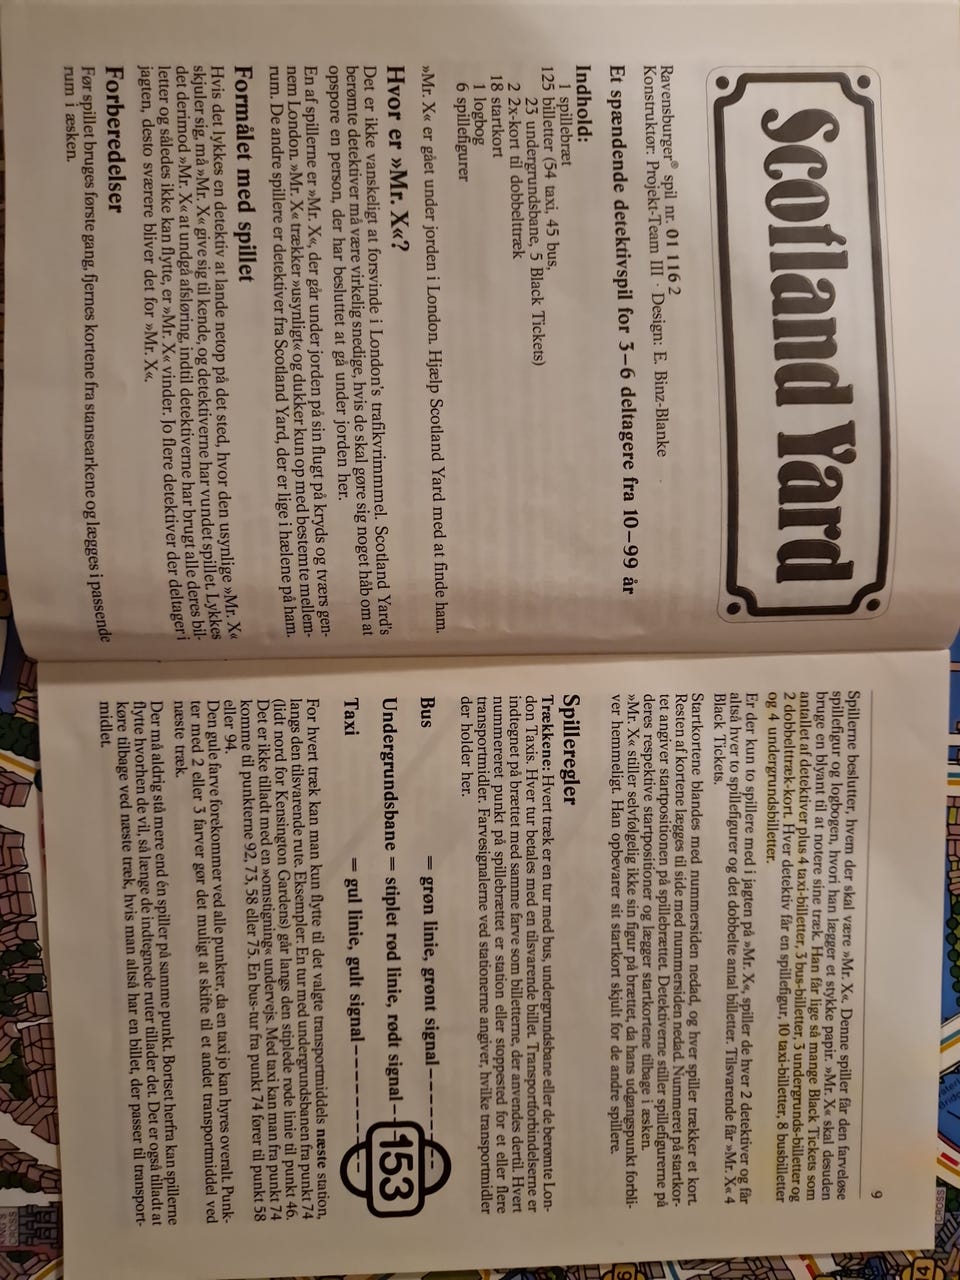 Scotland Yard
Ravensburger® spil nr. 01 116 2
Konstruktør: Projekt-Team III · Design: E. Binz-Blanke
Et spændende detektivspil for 3–6 deltagere fra 10–99 år
Indhold:
1 spillebræt
125 billetter (54 taxi, 45 bus,
23 undergrundsbane, 5 Black Tickets)
2 2x-kort til dobbelttræk
18 startkort
1 logbog
6 spillefigurer
»Mr. X« er gået under jorden i London. Hjælp Scotland Yard med at finde ham.
Hvor er »Mr. X«?
Det er ikke vanskeligt at forsvinde i London's trafikvrimmel. Scotland Yard's
berømte detektiver må være virkelig snedige, hvis de skal gøre sig noget håb om at
opspore en person, der har besluttet at gå under jorden her.
En af spillerne er »Mr. X«, der går under jorden på sin flugt på kryds og tværs gen-
nem London. »Mr. X« trækker »usynligt« og dukker kun op med bestemte mellem-
rum. De andre spillere er detektiver fra Scotland Yard, der er lige i hælene på ham.
Formålet med spillet
Hvis det lykkes en detektiv at lande netop på det sted, hvor den usynlige »Mr. X«
skjuler sig, må »Mr. X« give sig til kende, og detektiverne har vundet spillet. Lykkes
det derimod »Mr. X« at undgå afsløring, indtil detektiverne har brugt alle deres bil-
letter og således ikke kan flytte, er »Mr. X« vinder. Jo flere detektiver der deltager i
jagten, desto sværere bliver det for »Mr. X«.
Forberedelser
Før spillet bruges første gang, fjernes kortene fra stansearkene og lægges i passende
rum i æsken.
9
Spillerne beslutter, hvem der skal være »Mr. X«. Denne spiller får den farveløse
spillefigur og logbogen, hvori han lægger et stykke papir. »Mr. X« skal desuden
bruge en blyant til at notere sine træk. Han får lige så mange Black Tickets som
antallet af detektiver plus 4 taxi-billetter, 3 bus-billetter, 3 undergrunds-billetter og
2 dobbelttræk-kort. Hver detektiv får en spillefigur, 10 taxi-billetter, 8 busbilletter
og 4 undergrundsbilletter.
Er der kun to spillere med i jagten på »Mr. X«, spiller de hver 2 detektiver og får
altså hver to spillefigurer og det dobbelte antal billetter. Tilsvarende får »Mr. X« 4
Black Tickets.
Startkortene blandes med nummersiden nedad, og hver spiller trækker et kort.
Resten af kortene lægges til side med nummersiden nedad. Nummeret på startkor-
tet angiver startpositionen på spillebrættet. Detektiverne stiller spillefigurerne på
deres respektive startpositioner og lægger startkortene tilbage i æsken.
»Mr. X« stiller selvfølgelig ikke sin figur på brættet, da hans udgangspunkt forbli-
ver hemmeligt. Han opbevarer sit startkort skjult for de andre spillere.
Spilleregler
Trækkene: Hvert træk er en tur med bus, undergrundsbane eller de berømte Lon-
don Taxis. Hver tur betales med en tilsvarende billet. Transportforbindelserne er
indtegnet på brættet med samme farve som billetterne, der anvendes dertil. Hvert
nummereret punkt på spillebrættet er station eller stoppested for et eller flere
transportmidler. Farvesignalerne ved stationerne angiver, hvilke transportmidler
der holder her.
Bus = grøn linie, grønt signal
Undergrundsbane = stiplet rød linie, rødt signal
Taxi = gul linie, gult signal
153
For hvert træk kan man kun flytte til det valgte transportmiddels næste station,
langs den tilsvarende rute. Eksempler: En tur med undergrundsbanen fra punkt 74
(lidt nord for Kensington Gardens) går langs den stiplede røde linie til punkt 46.
Det er ikke tilladt med en »omstigning« undervejs. Med taxi kan man fra punkt 74
komme til punkterne 92, 73, 58 eller 75. En bus-tur fra punkt 74 fører til punkt 58
eller 94.
Den gule farve forekommer ved alle punkter, da en taxi jo kan hyres overalt. Punk-
ter med 2 eller 3 farver gør det muligt at skifte til et andet transportmiddel ved
næste træk.
Der må aldrig stå mere end én spiller på samme punkt. Bortset herfra kan spillerne
flytte hvorhen de vil, så længe de indtegnede ruter tillader det. Det er også tilladt at
køre tilbage ved næste træk, hvis man altså har en billet, der passer til transport-
midlet.